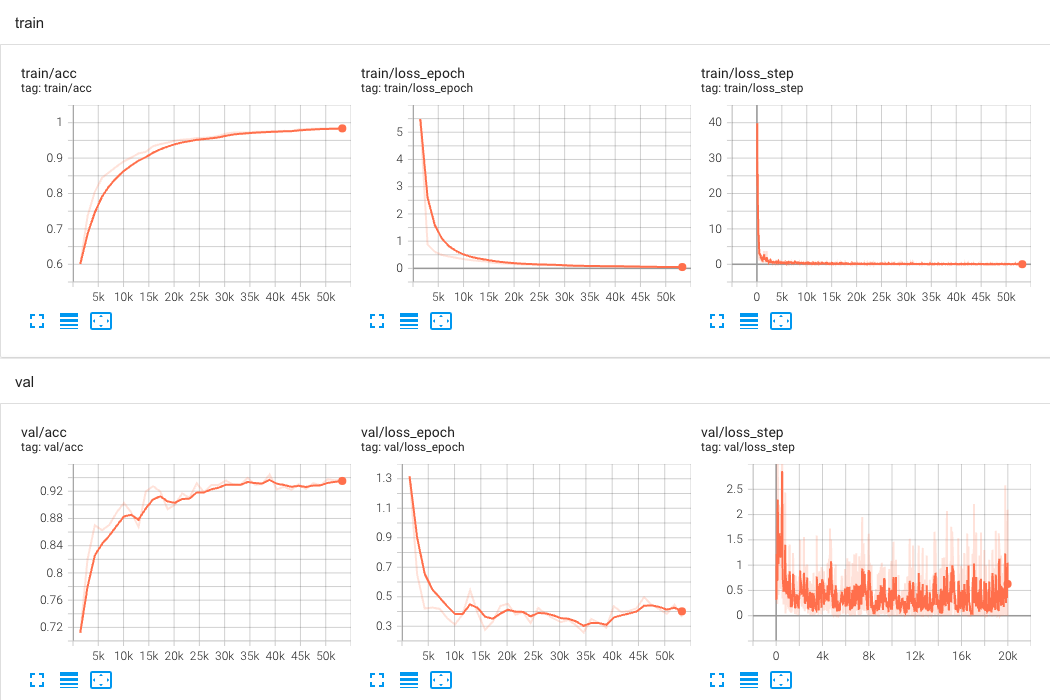 train
train/acc
tag: train/acc
1
0.9
0.8
0.7
0.6
5k 10k 15k 20k 25k 30k 35k 40k 45k 50k
train/loss_epoch
tag: train/loss_epoch
5
4
3
2
1
0
5k 10k 15k 20k 25k 30k 35k 40k 45k 50k
train/loss_step
tag: train/loss_step
40
30
20
10
0
0 5k 10k 15k 20k 25k 30k 35k 40k 45k 50k
val
val/acc
tag: val/acc
0.92
0.88
0.84
0.8
0.76
0.72
5k 10k 15k 20k 25k 30k 35k 40k 45k 50k
val/loss_epoch
tag: val/loss_epoch
1.3
1.1
0.9
0.7
0.5
0.3
5k 10k 15k 20k 25k 30k 35k 40k 45k 50k
val/loss_step
tag: val/loss_step
2.5
2
1.5
1
0.5
0
0 4k 8k 12k 16k 20k